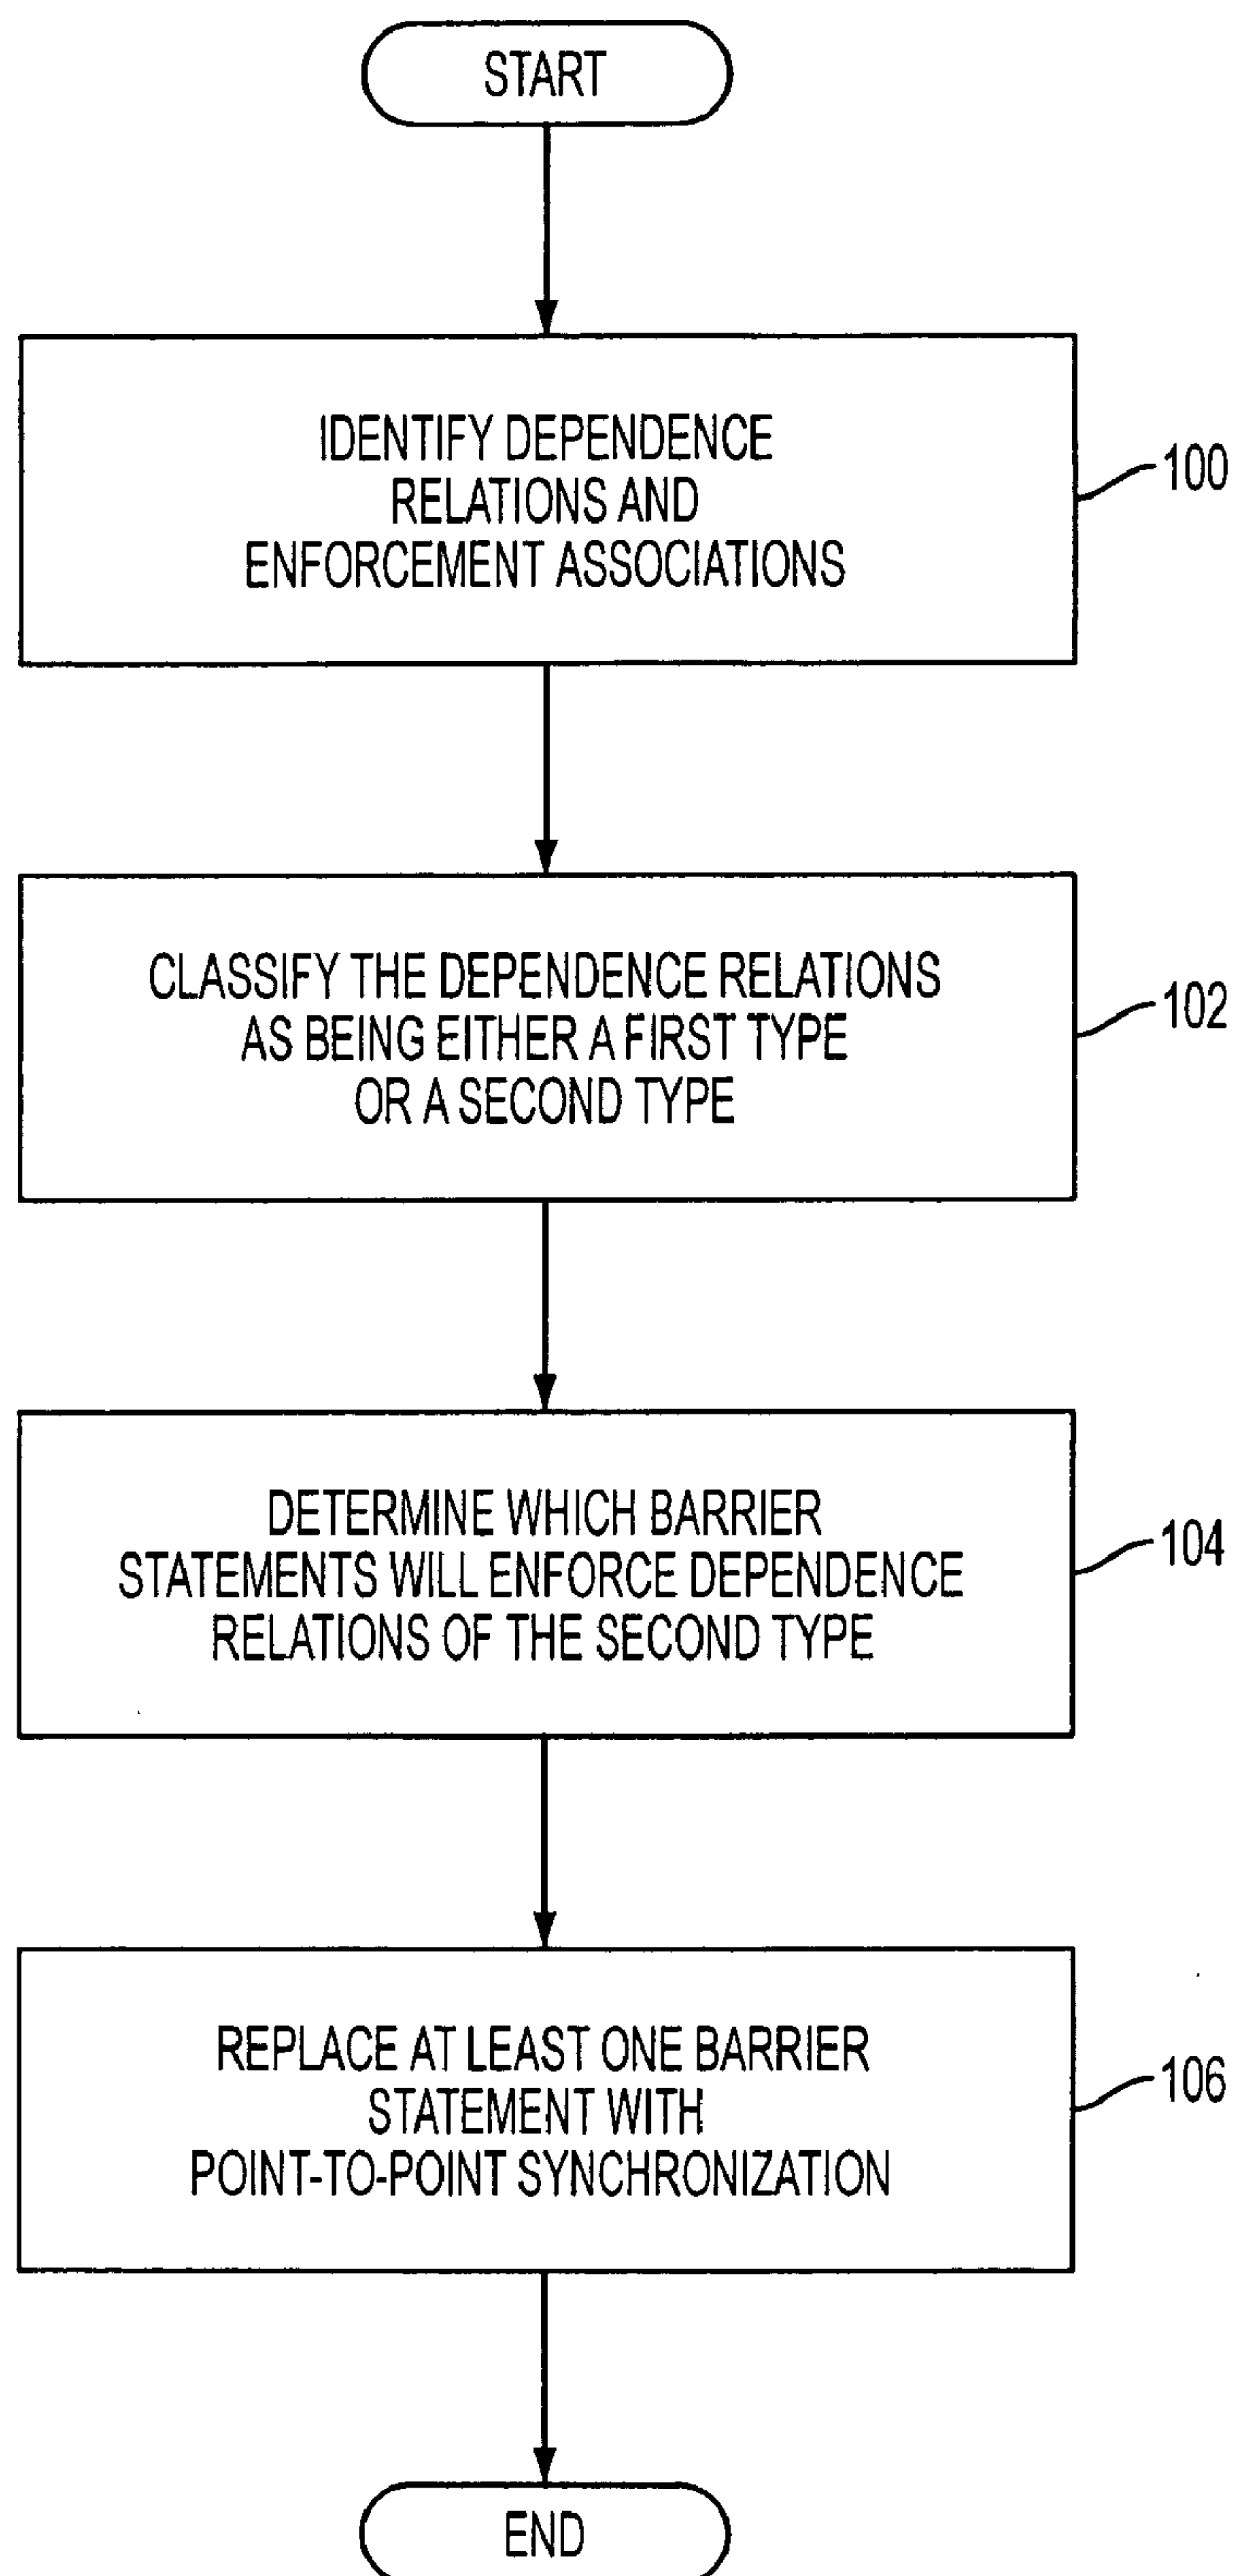 START
IDENTIFY DEPENDENCE
RELATIONS AND
ENFORCEMENT ASSOCIATIONS
100
CLASSIFY THE DEPENDENCE RELATIONS
AS BEING EITHER A FIRST TYPE
OR A SECOND TYPE
102
DETERMINE WHICH BARRIER
STATEMENTS WILL ENFORCE DEPENDENCE
RELATIONS OF THE SECOND TYPE
104
REPLACE AT LEAST ONE BARRIER
STATEMENT WITH
POINT-TO-POINT SYNCHRONIZATION
106
END